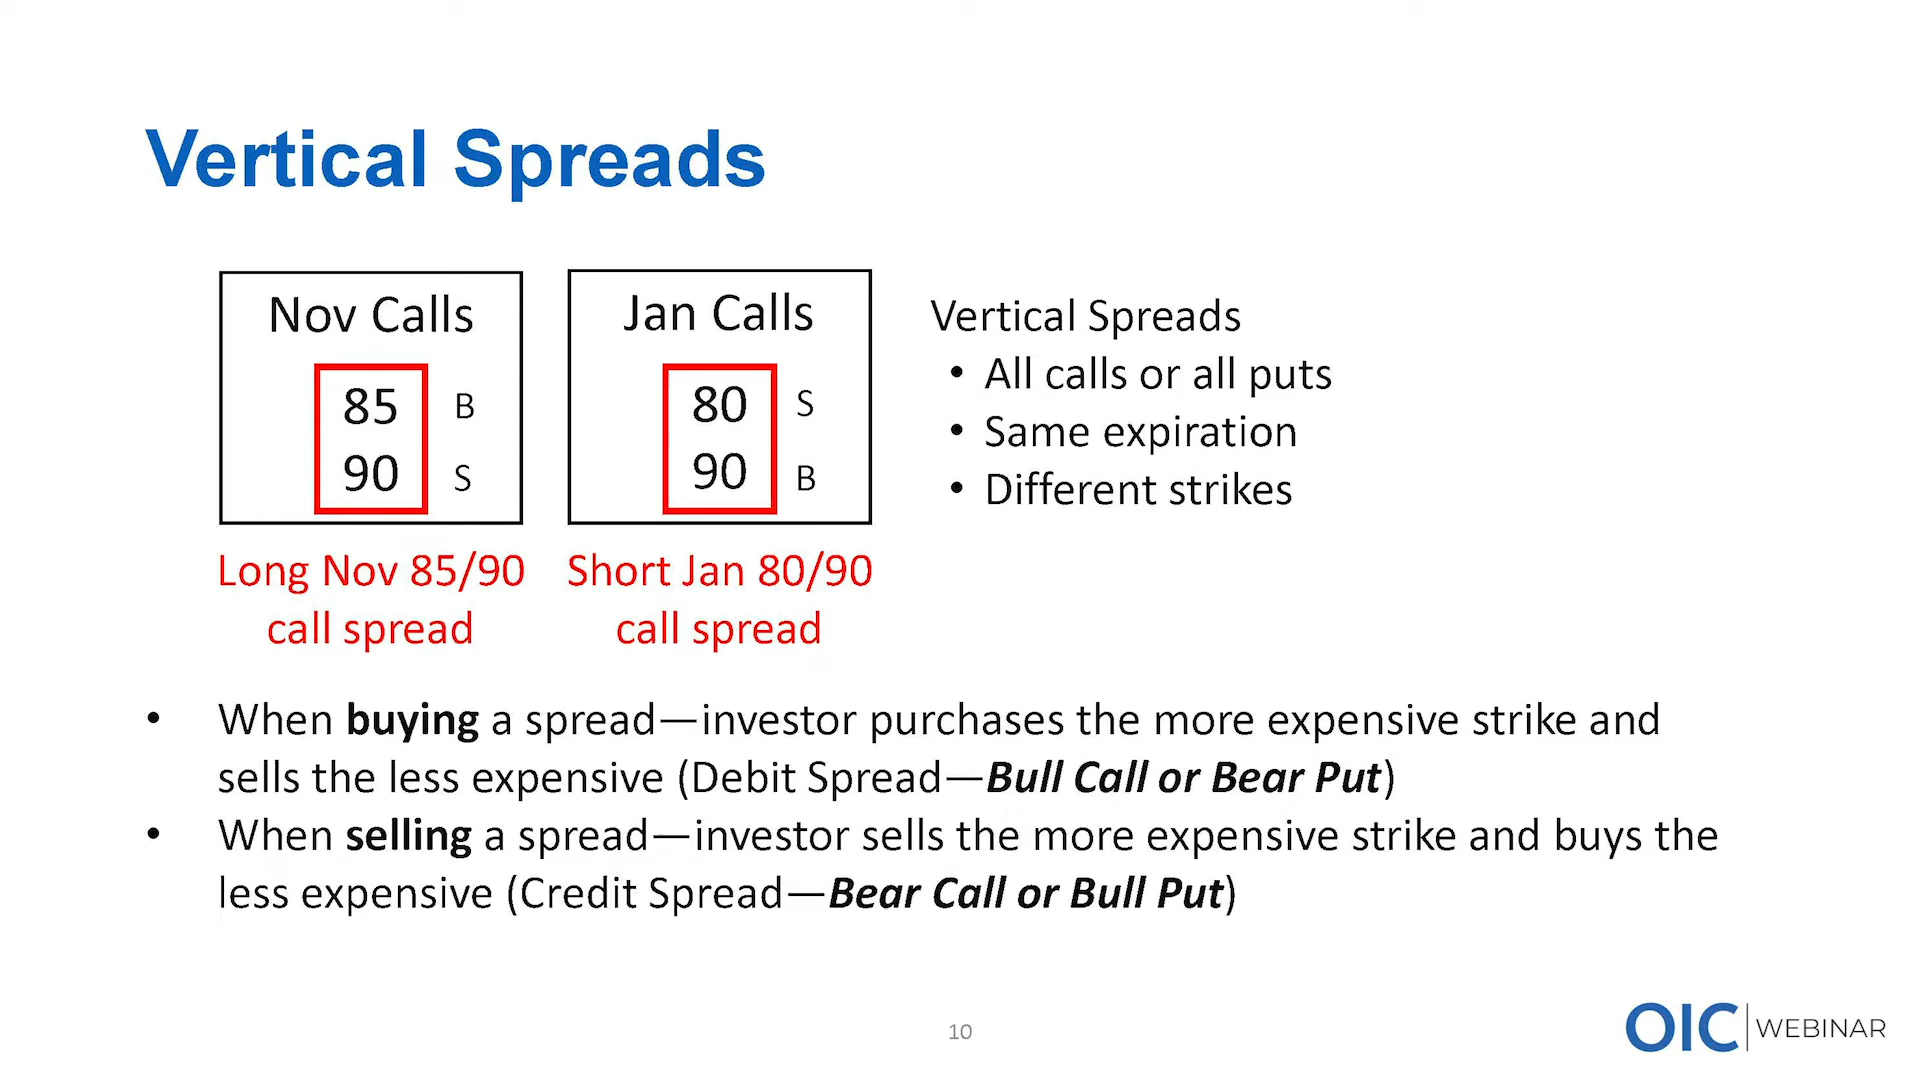 Vertical Spreads
Nov Calls
85 B
90 S
Long Nov 85/90
call spread
Jan Calls
80 S
90 B
Short Jan 80/90
call spread
Vertical Spreads
• All calls or all puts
• Same expiration
• Different strikes
• When buying a spread—investor purchases the more expensive strike and
sells the less expensive (Debit Spread—Bull Call or Bear Put)
• When selling a spread—investor sells the more expensive strike and buys the
less expensive (Credit Spread—Bear Call or Bull Put)
10
OIC | WEBINAR